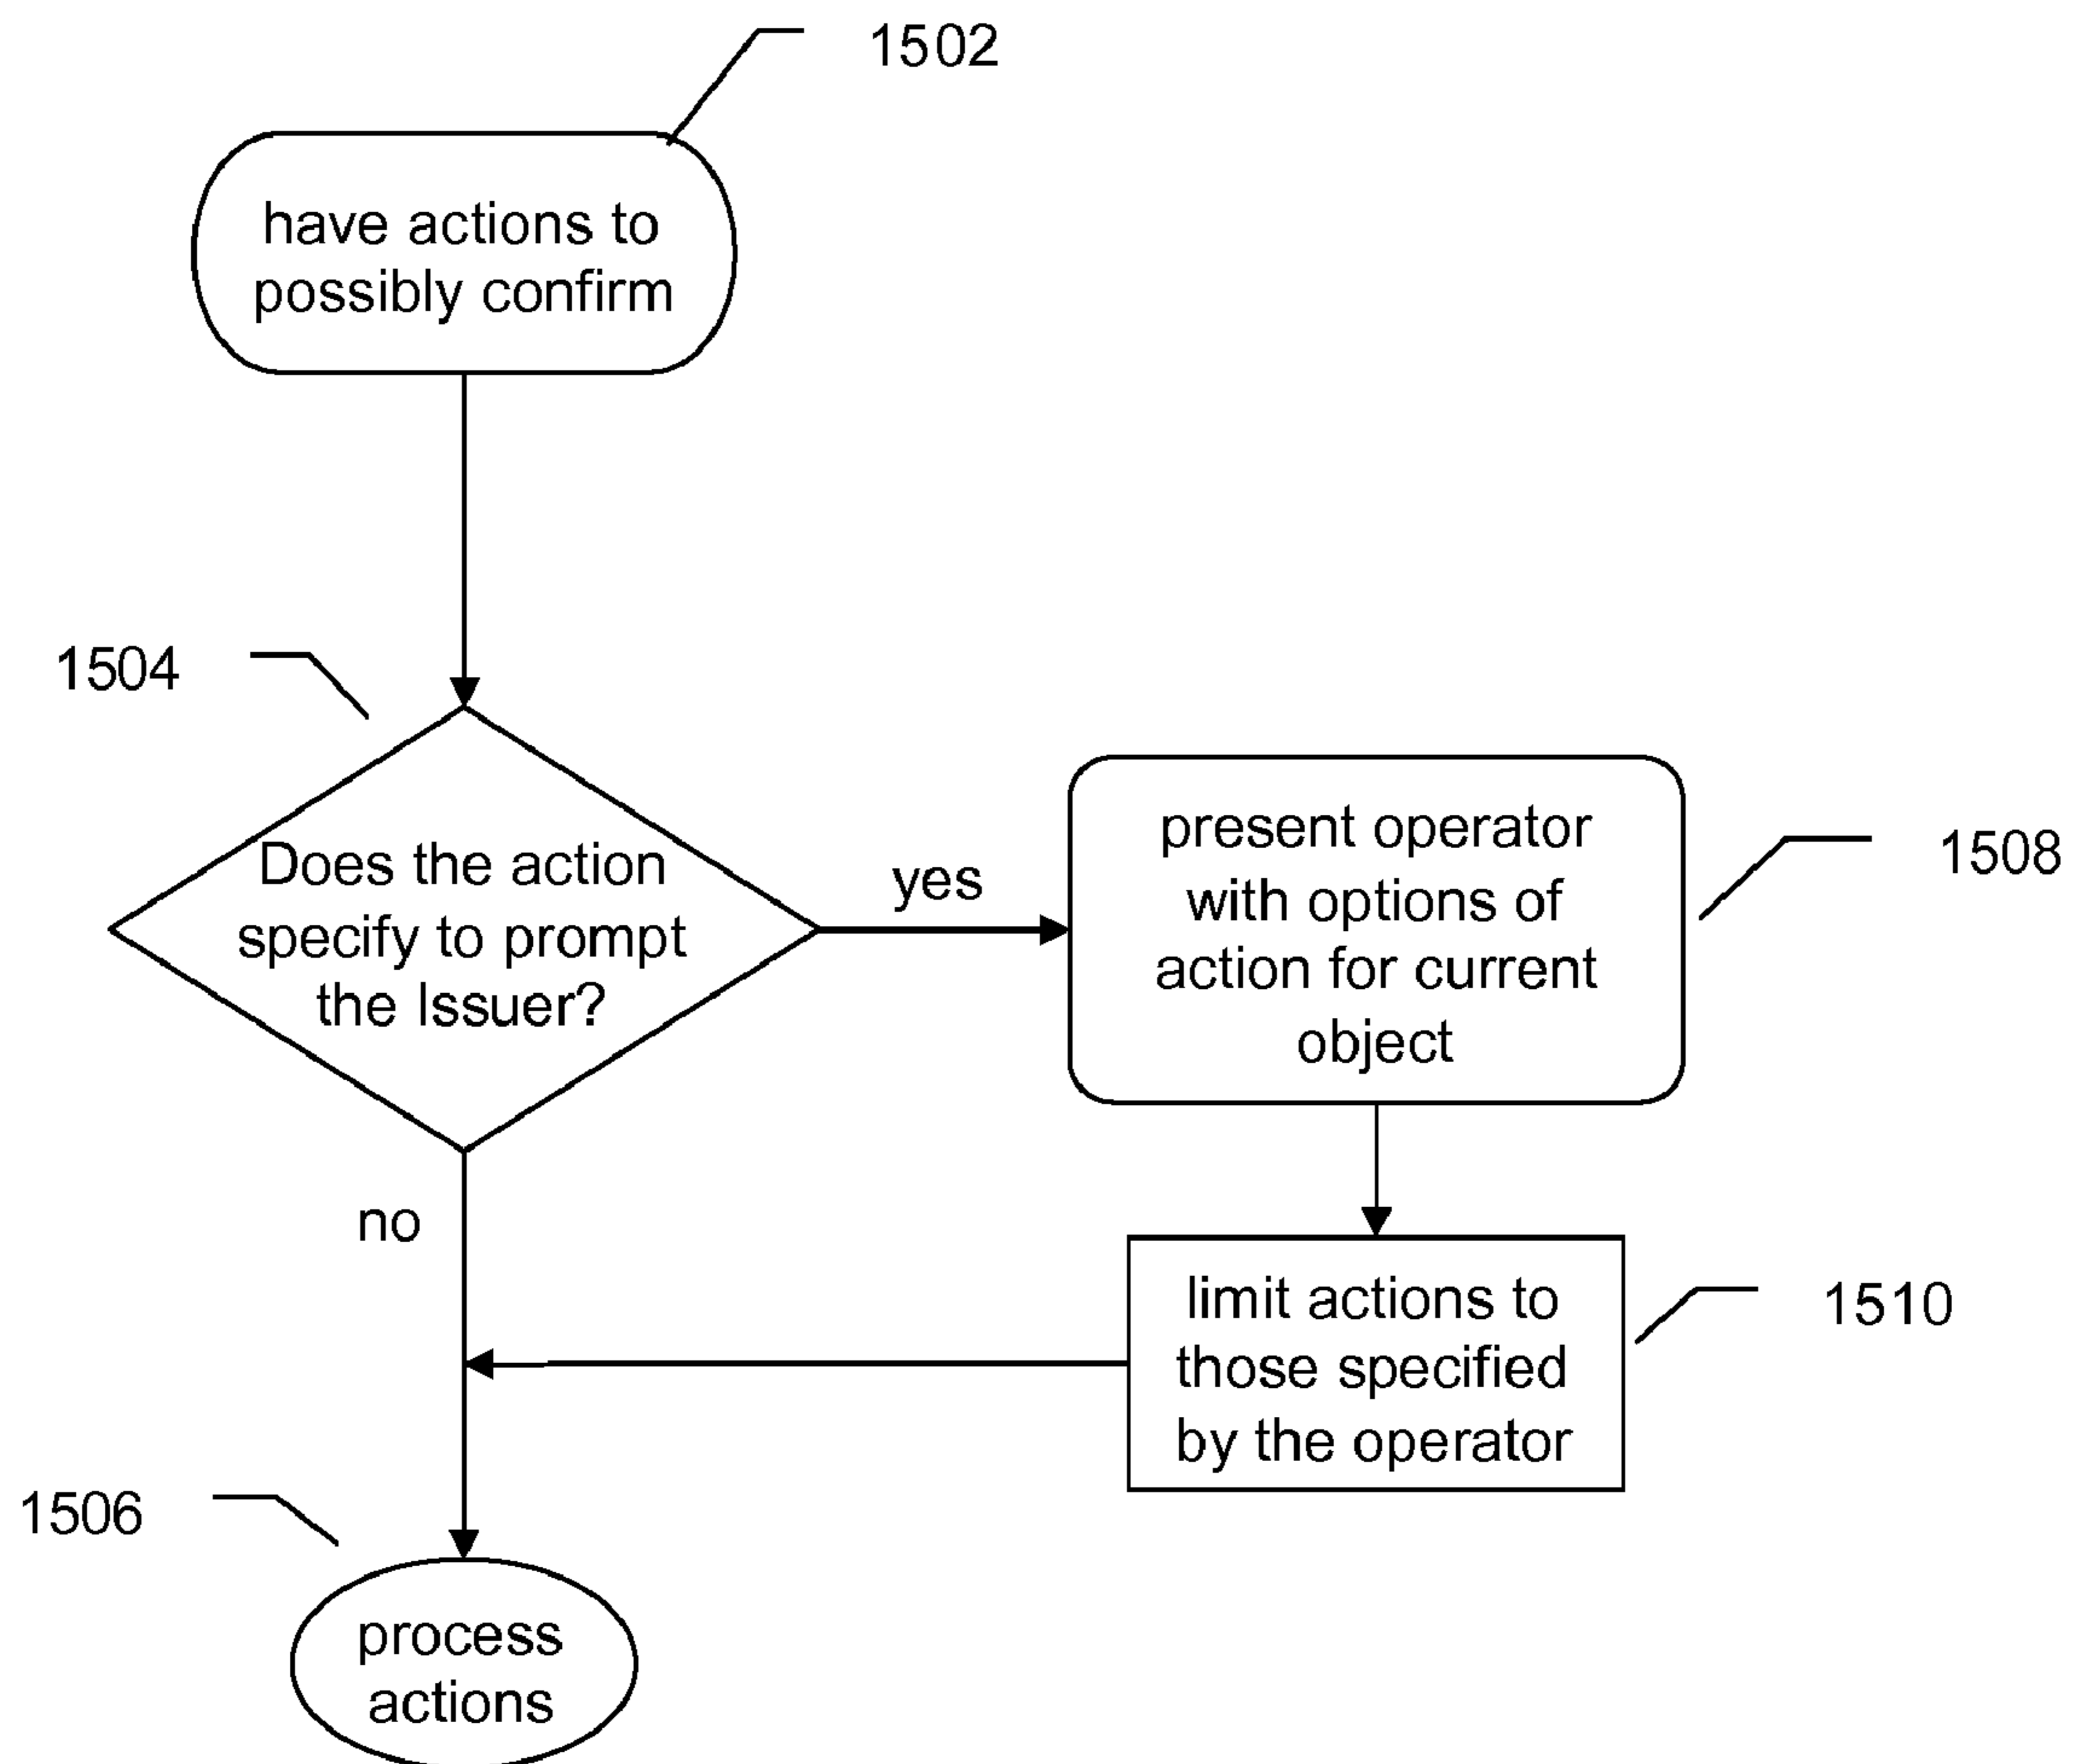 1502
have actions to
possibly confirm
1504
Does the action
specify to prompt
the Issuer?
yes
present operator
with options of
action for current
object
1508
no
limit actions to
those specified
by the operator
1510
1506
process
actions